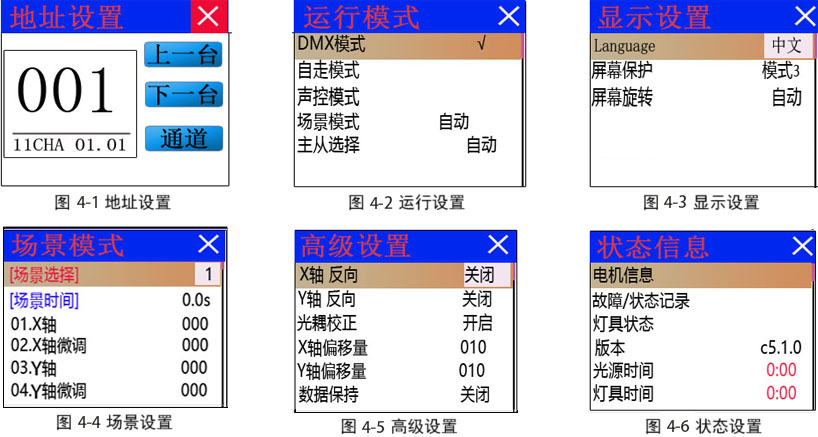 地址设置
001
11CHA 01.01
上一台
下一台
通道
图 4-1 地址设置
运行模式
DMX模式 √
自走模式
声控模式
场景模式 自动
主从选择 自动
图 4-2 运行设置
显示设置
Language 中文
屏幕保护 模式3
屏幕旋转 自动
图 4-3 显示设置
场景模式
[场景选择] 1
[场景时间] 0.0s
01.X轴 000
02.X轴微调 000
03.Y轴 000
04.Y轴微调 000
图 4-4 场景设置
高级设置
X轴 反向 关闭
Y轴 反向 关闭
光耦校正 开启
X轴偏移量 010
Y轴偏移量 010
数据保持 关闭
图 4-5 高级设置
状态信息
电机信息
故障/状态记录
灯具状态
版本 c5.1.0
光源时间 0:00
灯具时间 0:00
图 4-6 状态设置